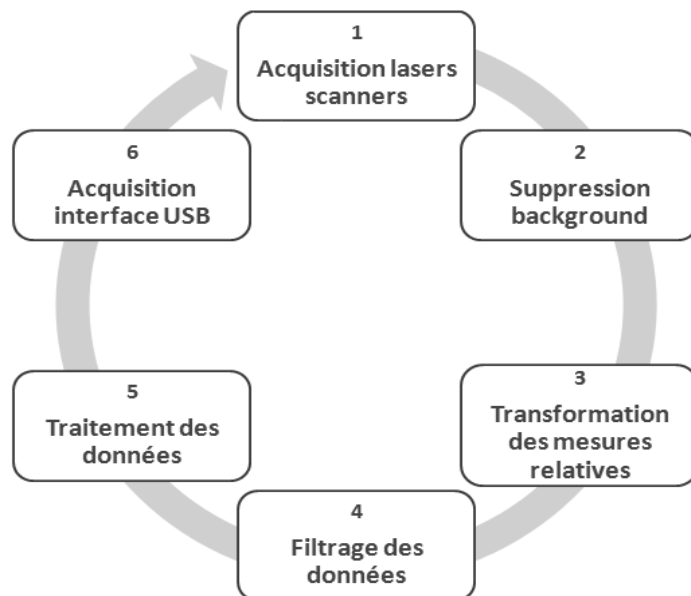 1
Acquisition lasers
scanners
2
Suppression
background
3
Transformation
des mesures
relatives
4
Filtrage des
données
5
Traitement des
données
6
Acquisition
interface USB